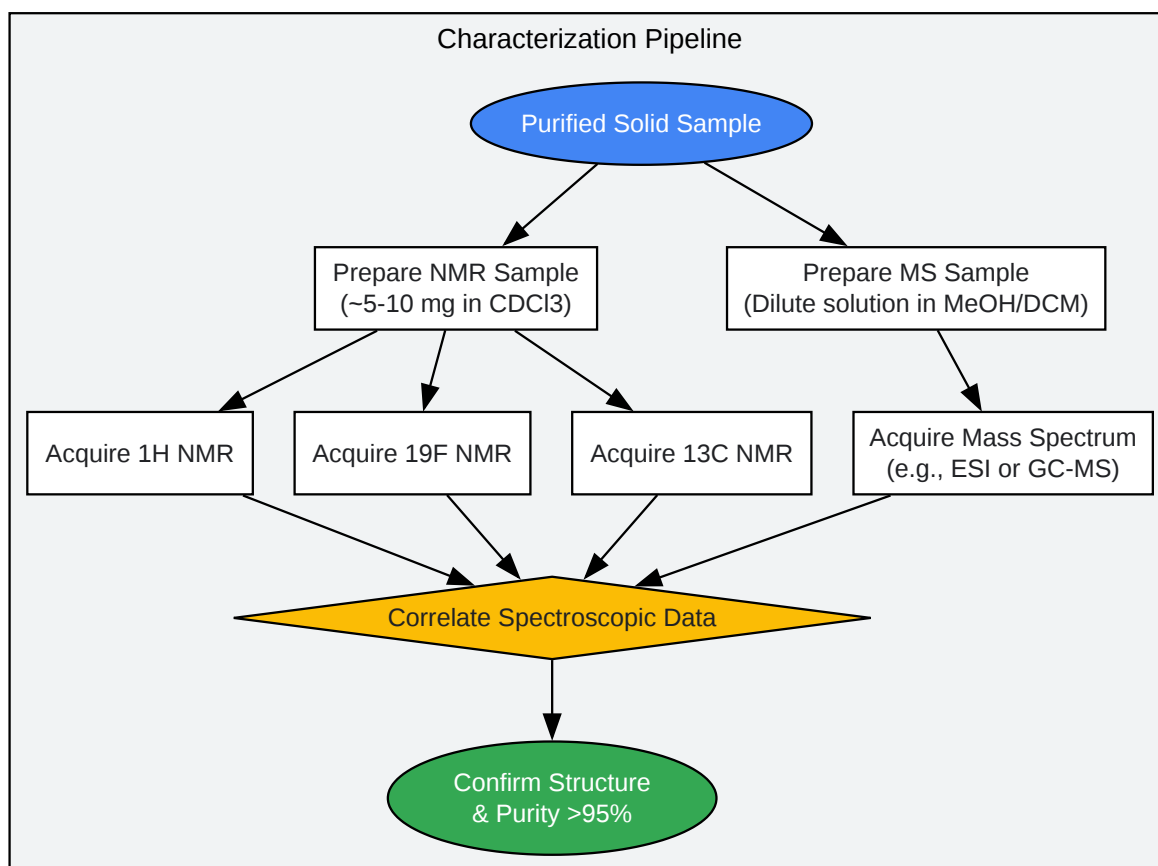 Characterization Pipeline
Purified Solid Sample
Prepare NMR Sample
(~5-10 mg in CDCl3)
Prepare MS Sample
(Dilute solution in MeOH/DCM)
Acquire 1H NMR
Acquire 19F NMR
Acquire 13C NMR
Acquire Mass Spectrum
(e.g., ESI or GC-MS)
Correlate Spectroscopic Data
Confirm Structure
& Purity >95%